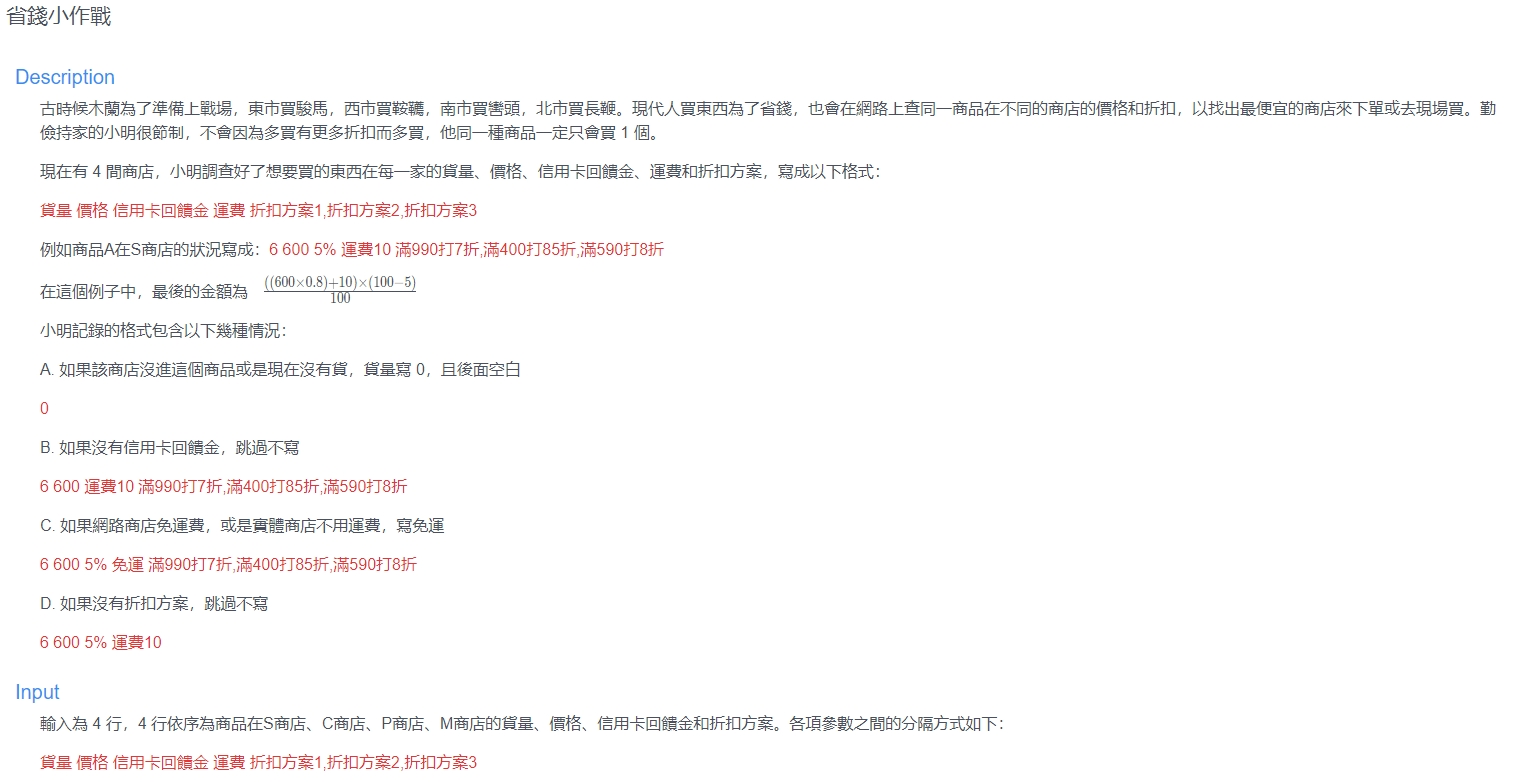 省錢小作戰
Description
古時候木蘭為了準備上戰場，東市買駿馬，西市買鞍韉，南市買轡頭，北市買長鞭。現代人買東西為了省錢，也會在網路上查同一商品在不同的商店的價格和折扣，以找出最便宜的商店來下單或去現場買。勤
儉持家的小明很節制，不會因為多買有更多折扣而多買，他同一種商品一定只會買 1 個。
現在有 4 間商店，小明調查好了想要買的東西在每一家的貨量、價格、信用卡回饋金、運費和折扣方案，寫成以下格式：
貨量 價格 信用卡回饋金 運費 折扣方案1,折扣方案2,折扣方案3
例如商品A在S商店的狀況寫成：6 600 5% 運費10 滿990打7折,滿400打85折,滿590打8折
在這個例子中，最後的金額為 ((600×0.8)+10)×(100−5)/100
小明記錄的格式包含以下幾種情況：
A. 如果該商店沒進這個商品或是現在沒有貨，貨量寫 0，且後面空白
0
B. 如果沒有信用卡回饋金，跳過不寫
6 600 運費10 滿990打7折,滿400打85折,滿590打8折
C. 如果網路商店免運費，或是實體商店不用運費，寫免運
6 600 5% 免運 滿990打7折,滿400打85折,滿590打8折
D. 如果沒有折扣方案，跳過不寫
6 600 5% 運費10
Input
輸入為 4 行，4 行依序為商品在S商店、C商店、P商店、M商店的貨量、價格、信用卡回饋金和折扣方案。各項參數之間的分隔方式如下：
貨量 價格 信用卡回饋金 運費 折扣方案1,折扣方案2,折扣方案3